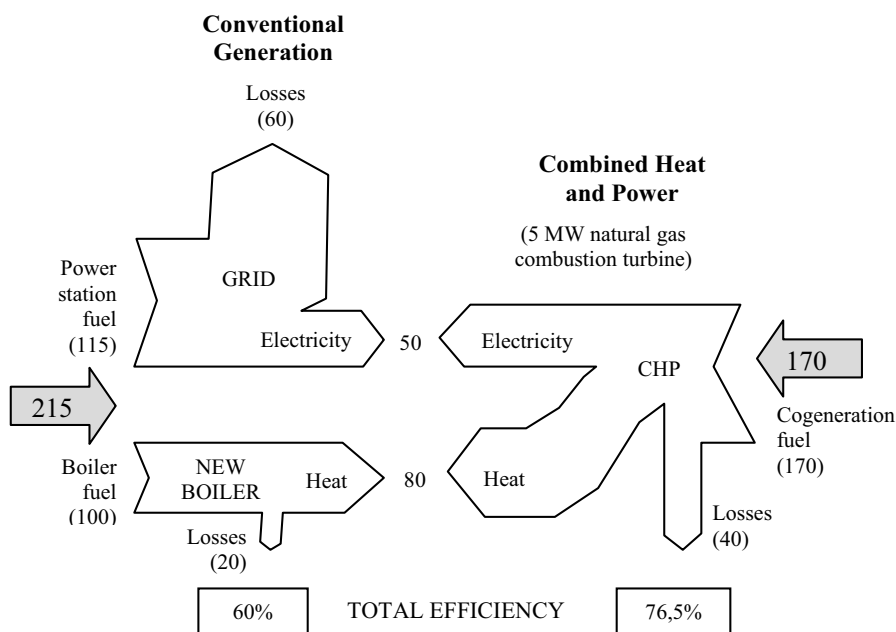 Conventional
Generation
Losses
(60)
Combined Heat
and Power
(5 MW natural gas
combustion turbine)
Power
station
fuel
(115)
GRID
Electricity
50
Electricity
CHP
170
215
Cogeneration
fuel
(170)
Boiler
fuel
(100)
NEW
BOILER
Heat
80
Heat
Losses
(20)
Losses
(40)
60%
TOTAL EFFICIENCY
76,5%